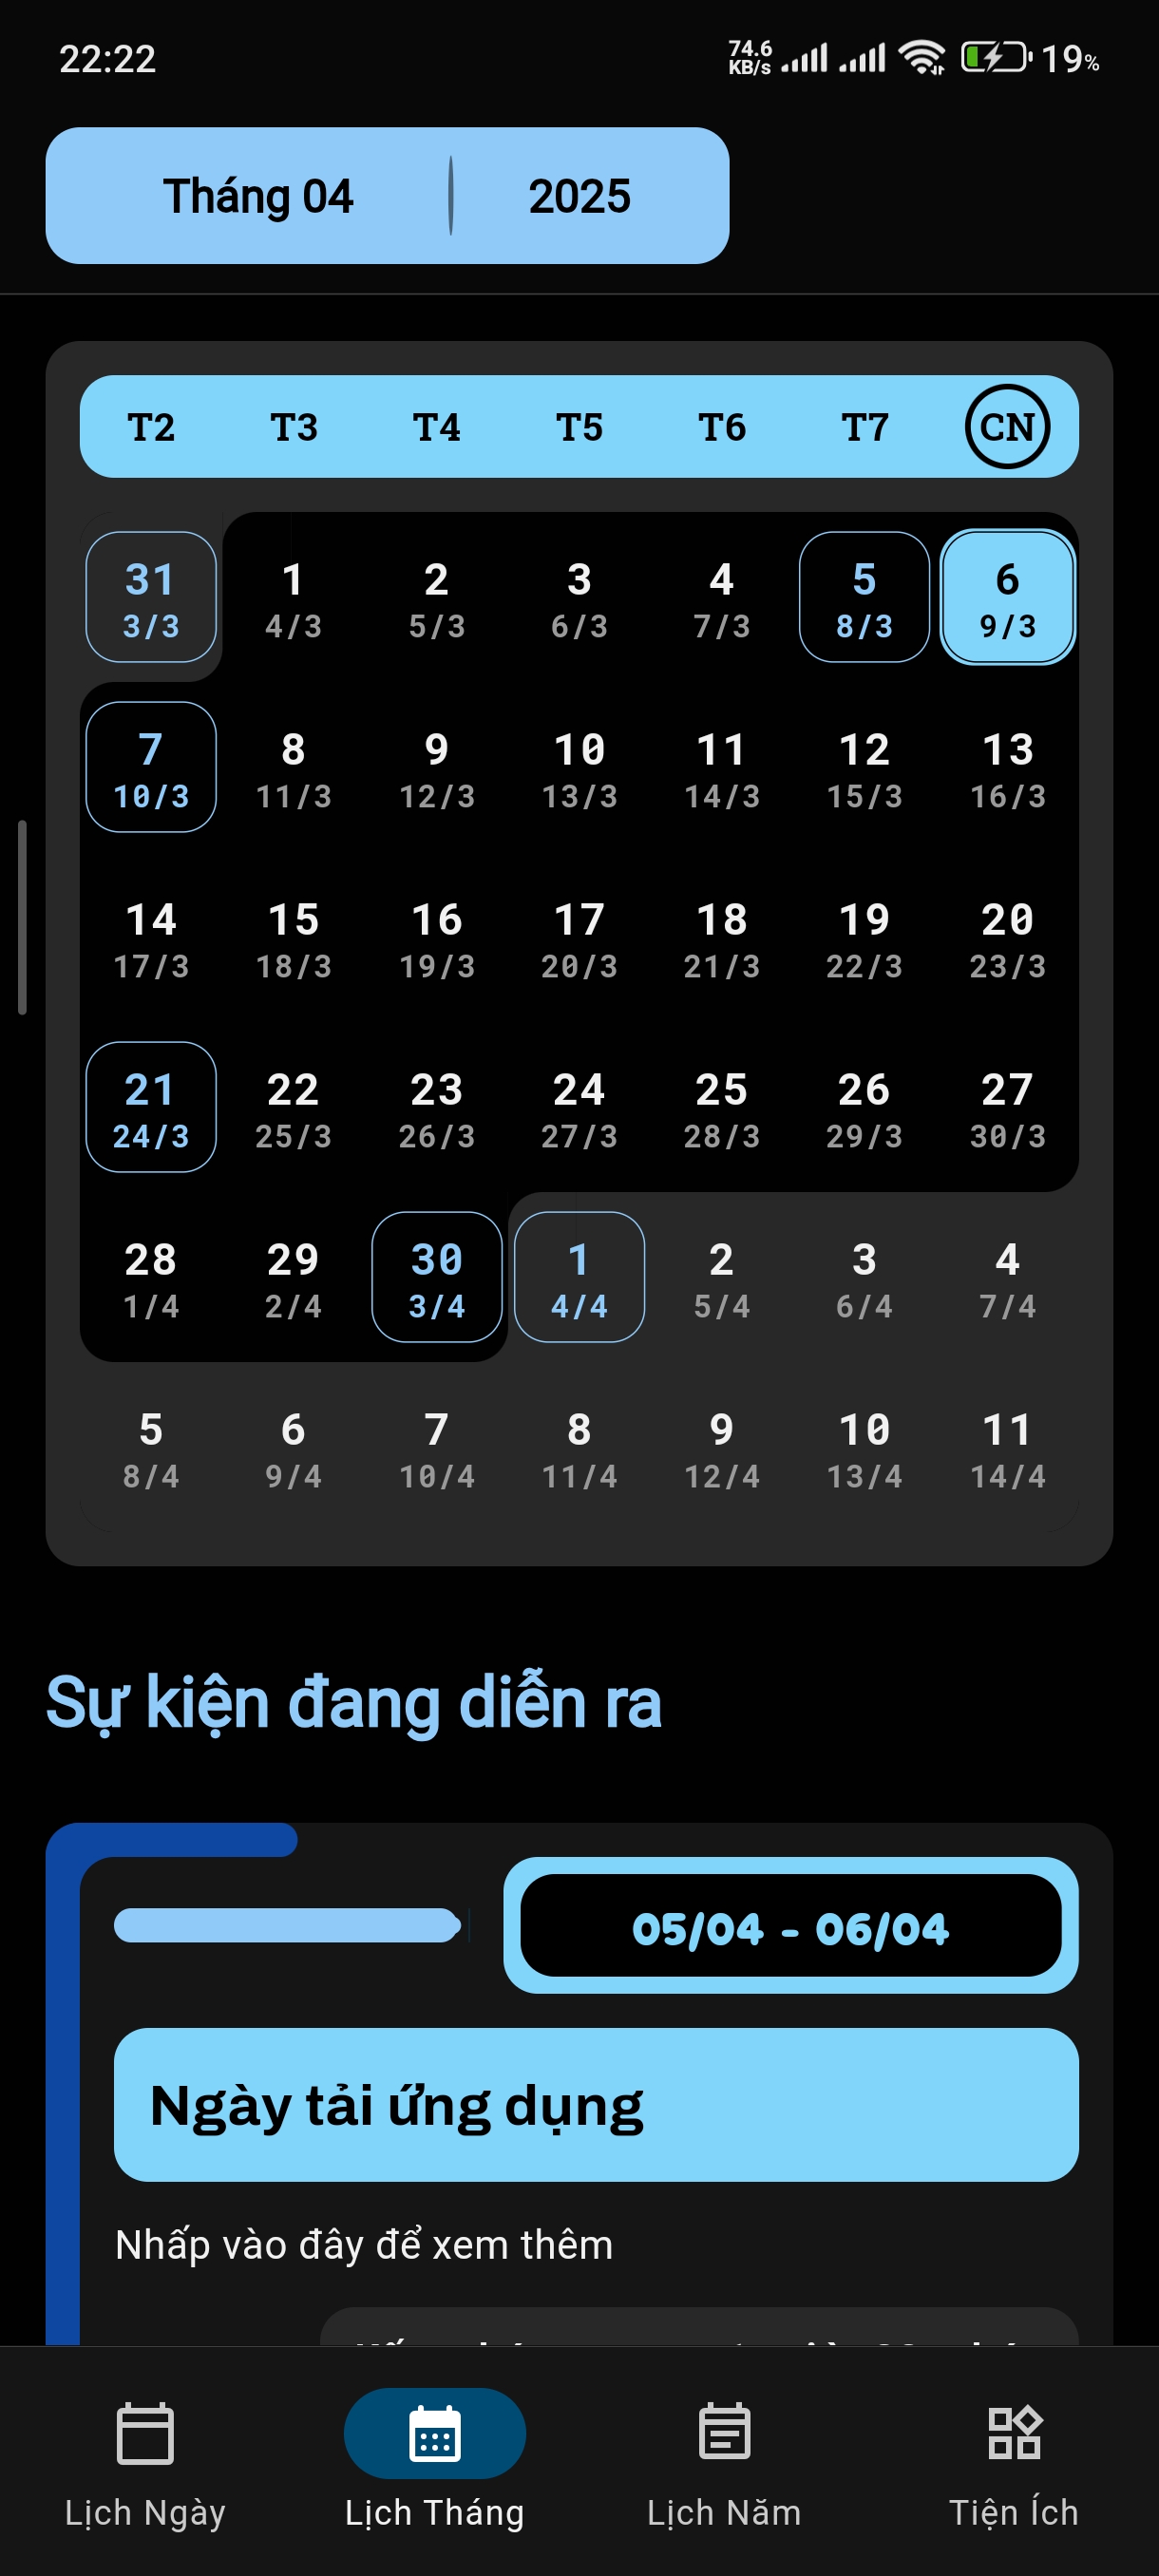 22:22 74.6 KB/s 19%
Tháng 04 2025
T2 T3 T4 T5 T6 T7 CN
31 1 2 3 4 5 6
3/3 4/3 5/3 6/3 7/3 8/3 9/3
7 8 9 10 11 12 13
10/3 11/3 12/3 13/3 14/3 15/3 16/3
14 15 16 17 18 19 20
17/3 18/3 19/3 20/3 21/3 22/3 23/3
21 22 23 24 25 26 27
24/3 25/3 26/3 27/3 28/3 29/3 30/3
28 29 30 1 2 3 4
1/4 2/4 3/4 4/4 5/4 6/4 7/4
5 6 7 8 9 10 11
8/4 9/4 10/4 11/4 12/4 13/4 14/4
Sự kiện đang diễn ra
05/04 - 06/04
Ngày tải ứng dụng
Nhấp vào đây để xem thêm
Lịch Ngày Lịch Tháng Lịch Năm Tiện Ích